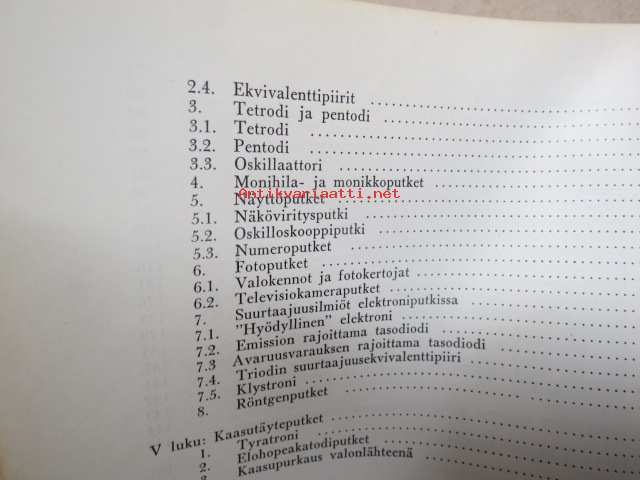 2.4. Ekvivalenttipiirit
3. Tetrodi ja pentodi
3.1. Tetrodi
3.2. Pentodi
3.3. Oskillaattori
4. Monihila- ja monikkoputket
5. Näyttöputket
Antikvariaatti.net
5.1. Näköviritysputki
5.2. Oskilloskooppiputki
5.3. Numeroputket
6. Fotoputket
6.1. Valokennot ja fotokertojat
6.2. Televisiokameraputket
7. Suurtaajuusilmiöt elektroniputkissa
7.1. "Hyödyllinen" elektroni
7.2. Emission rajoittama tasodiodi
7.3 Avaruusvarauksen rajoittama tasodiodi
7.4. Triodin suurtaajuusekvivalenttipiiri
7.5. Klystroni
8. Röntgenputket
V luku: Kaasutäyteputket
1. Tyratroni
2. Elohopeakatodiputket
3. Kaasupurkaus valonlähteenä